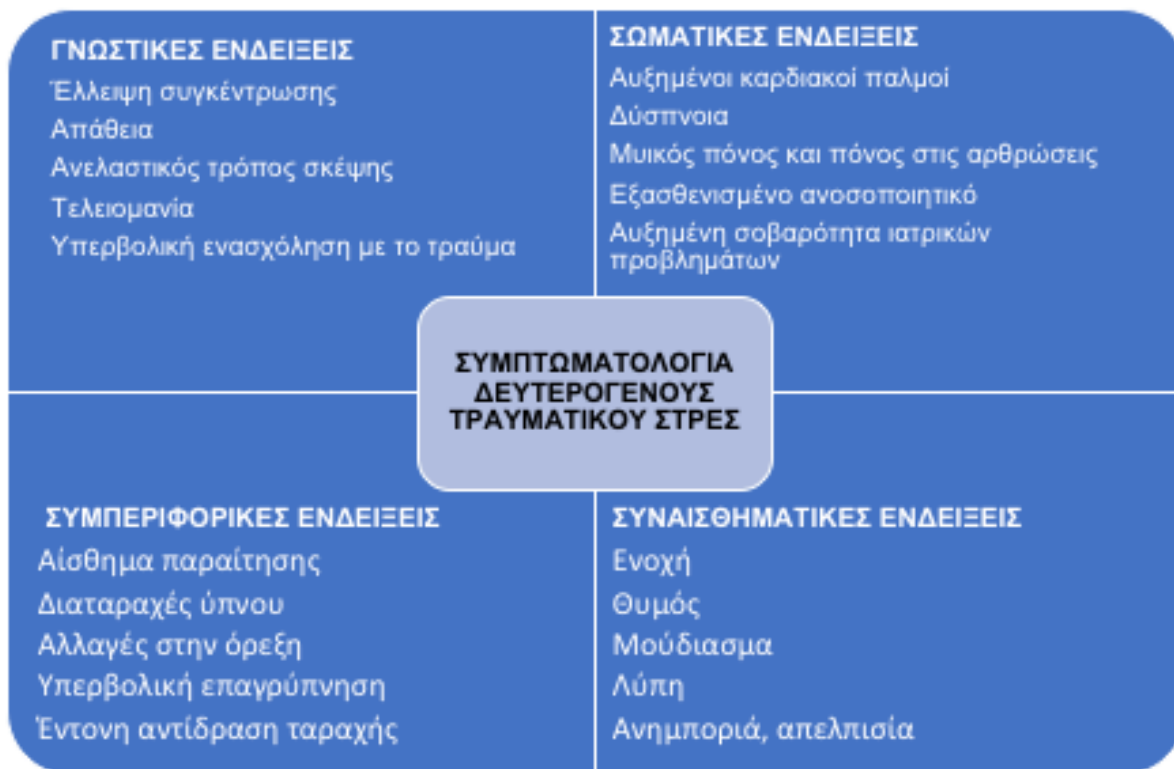 ΓΝΩΣΤΙΚΕΣ ΕΝΔΕΙΞΕΙΣ
Έλλειψη συγκέντρωσης
Απάθεια
Ανελαστικός τρόπος σκέψης
Τελειομανία
Υπερβολική ενασχόληση με το τραύμα
ΣΩΜΑΤΙΚΕΣ ΕΝΔΕΙΞΕΙΣ
Αυξημένοι καρδιακοί παλμοί
Δύσπνοια
Μυικός πόνος και πόνος στις αρθρώσεις
Εξασθενισμένο ανοσοποιητικό
Αυξημένη σοβαρότητα ιατρικών
προβλημάτων
ΣΥΜΠΤΩΜΑΤΟΛΟΓΙΑ
ΔΕΥΤΕΡΟΓΕΝΟΥΣ
ΤΡΑΥΜΑΤΙΚΟΥ ΣΤΡΕΣ
ΣΥΜΠΕΡΙΦΟΡΙΚΕΣ ΕΝΔΕΙΞΕΙΣ
Αίσθημα παραίτησης
Διαταραχές ύπνου
Αλλαγές στην όρεξη
Υπερβολική επαγρύπνηση
Έντονη αντίδραση ταραχής
ΣΥΝΑΙΣΘΗΜΑΤΙΚΕΣ ΕΝΔΕΙΞΕΙΣ
Ενοχή
Θυμός
Μούδιασμα
Λύπη
Ανημποριά, απελπισία